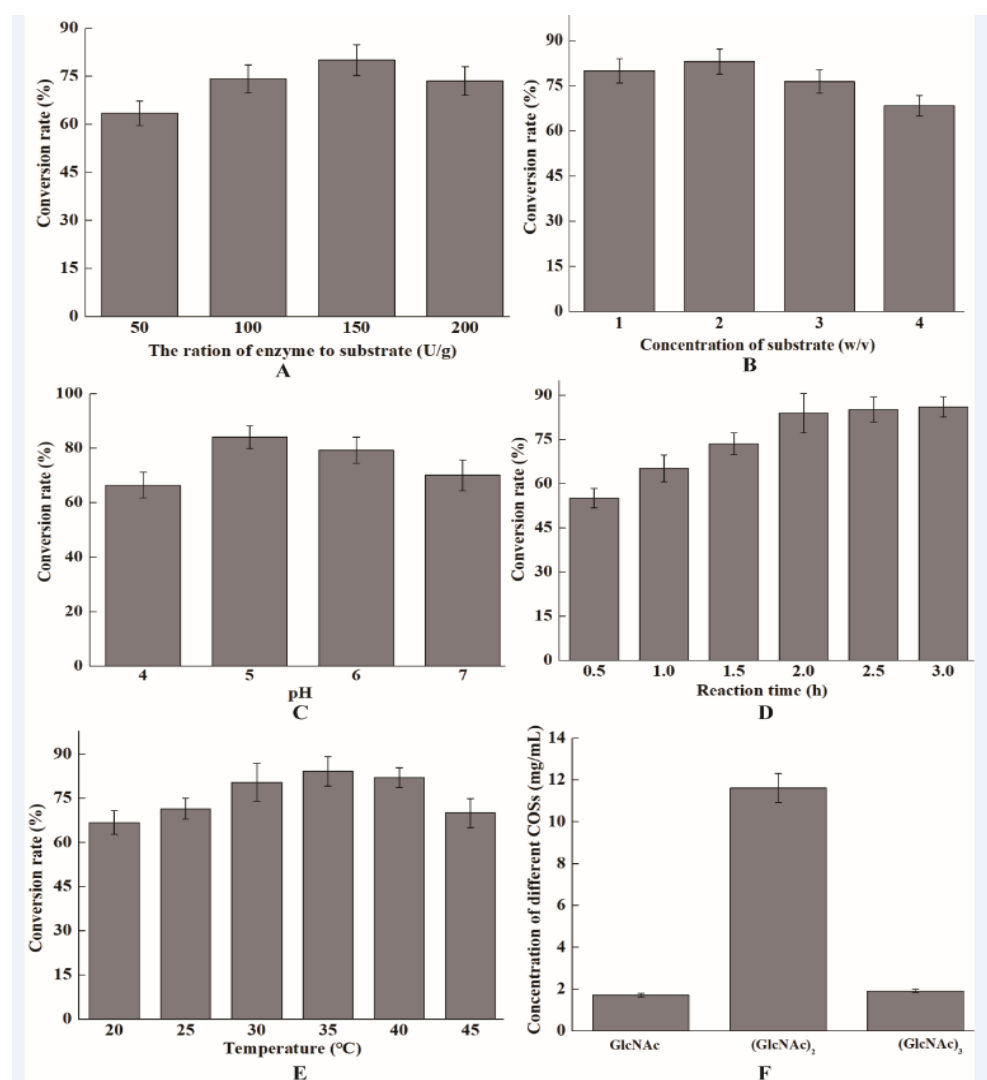 90
75
60
45
30
15
0
Conversion rate (%)
50 100 150 200
The ration of enzyme to substrate (U/g)
A
90
75
60
45
30
15
0
Conversion rate (%)
1 2 3 4
Concentration of substrate (w/v)
B
100
80
60
40
20
0
Conversion rate (%)
4 5 6 7
pH
C
90
75
60
45
30
15
0
Conversion rate (%)
0.5 1.0 1.5 2.0 2.5 3.0
Reaction time (h)
D
90
75
60
45
30
15
0
Conversion rate (%)
20 25 30 35 40 45
Temperature (°C)
E
14
12
10
8
6
4
2
0
Concentration of different COSs (mg/mL)
GlcNAc (GlcNAc)₂ (GlcNAc)₃
F